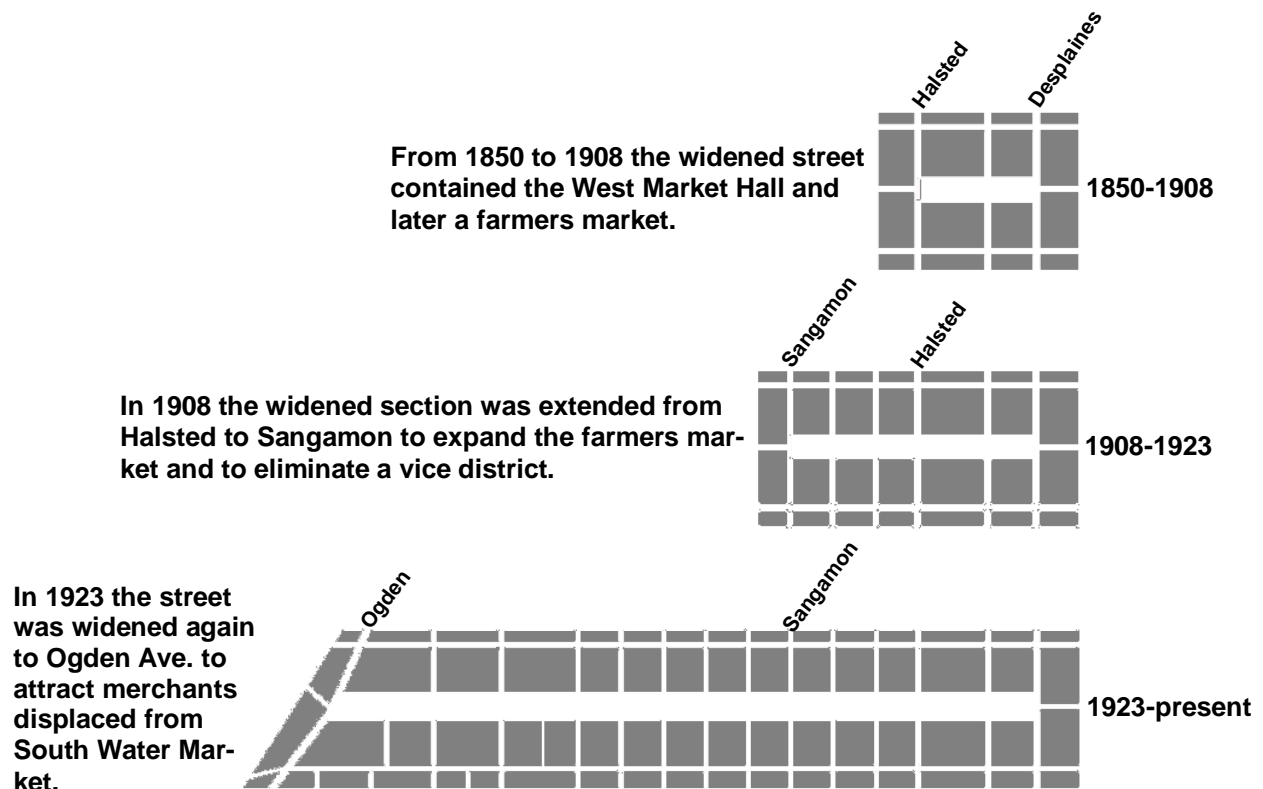 Halsted
Desplaines
From 1850 to 1908 the widened street
contained the West Market Hall and
later a farmers market.
1850-1908
Sangamon
Halsted
In 1908 the widened section was extended from
Halsted to Sangamon to expand the farmers mar-
ket and to eliminate a vice district.
1908-1923
Ogden
Sangamon
In 1923 the street
was widened again
to Ogden Ave. to
attract merchants
displaced from
South Water Mar-
ket.
1923-present